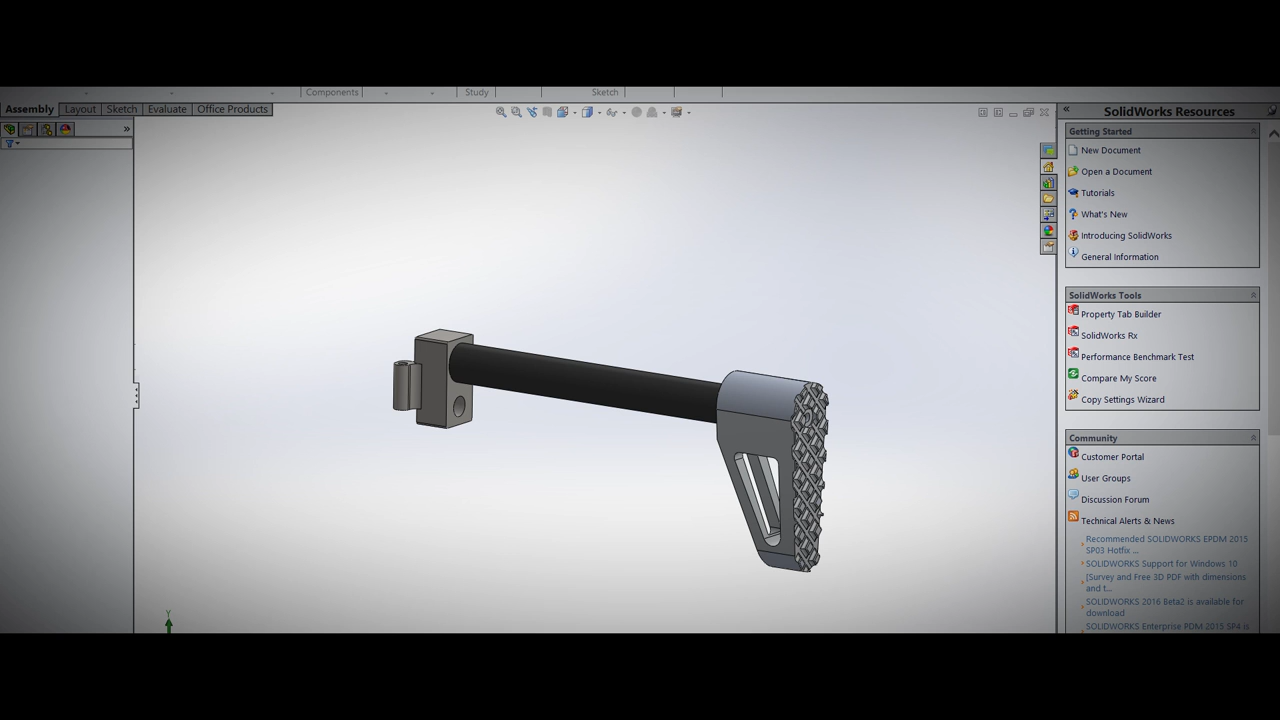 Components
Study
Sketch
Assembly
Layout
Sketch
Evaluate
Office Products
SolidWorks Resources
Getting Started
New Document
Open a Document
Tutorials
What's New
Introducing SolidWorks
General Information
SolidWorks Tools
Property Tab Builder
SolidWorks Rx
Performance Benchmark Test
Compare My Score
Copy Settings Wizard
Community
Customer Portal
User Groups
Discussion Forum
Technical Alerts & News
Recommended SOLIDWORKS EPDM 2015
SP03 Hotfix ...
SOLIDWORKS Support for Windows 10
[Survey and Free 3D PDF with dimensions
and t...
SOLIDWORKS 2016 Beta2 is available for
download
SOLIDWORKS Enterprise PDM 2015 SP4 is
Y